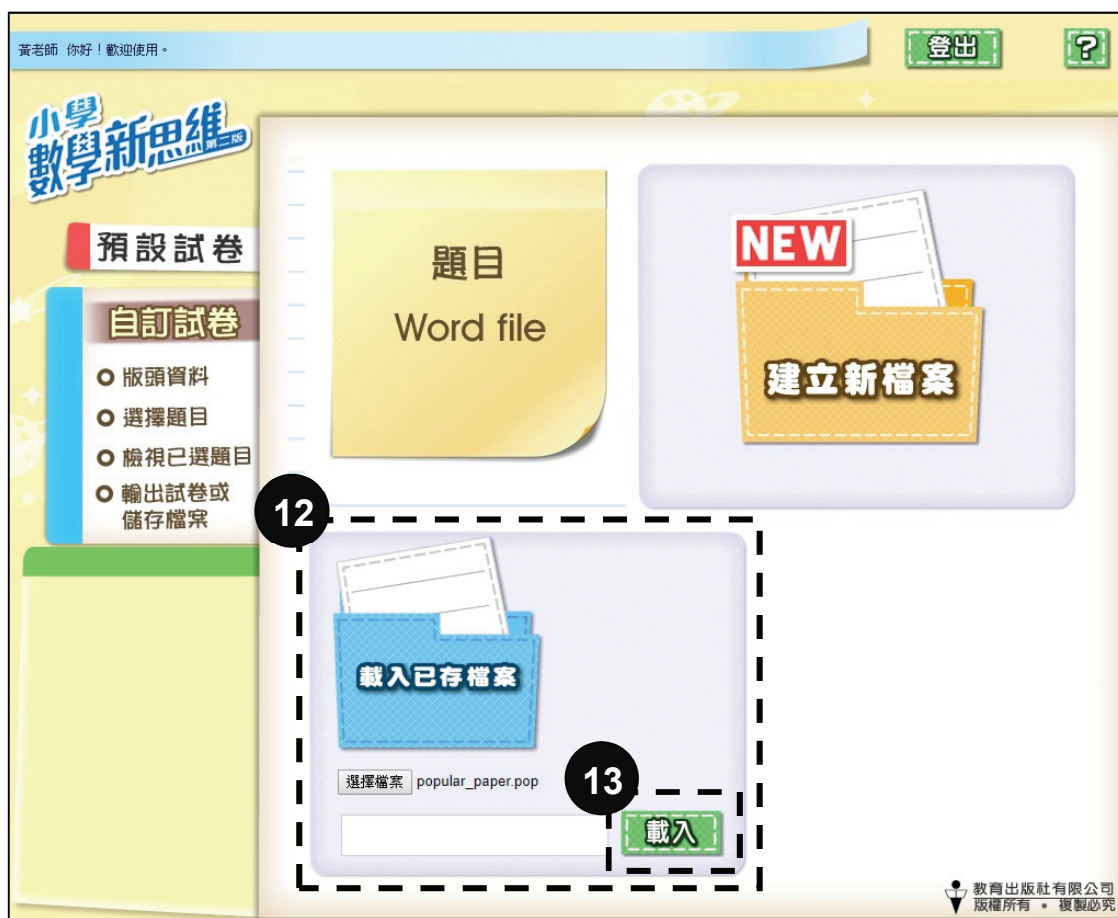 黃老師 你好！歡迎使用。
登出
?
小學
數學新思維
第二版
預設試卷
自訂試卷
版頭資料
選擇題目
檢視已選題目
輸出試卷或
儲存檔案
題目
Word file
NEW
建立新檔案
12
載入已存檔案
選擇檔案 popular_paper.pop
13
載入
教育出版社有限公司
版權所有 • 複製必究